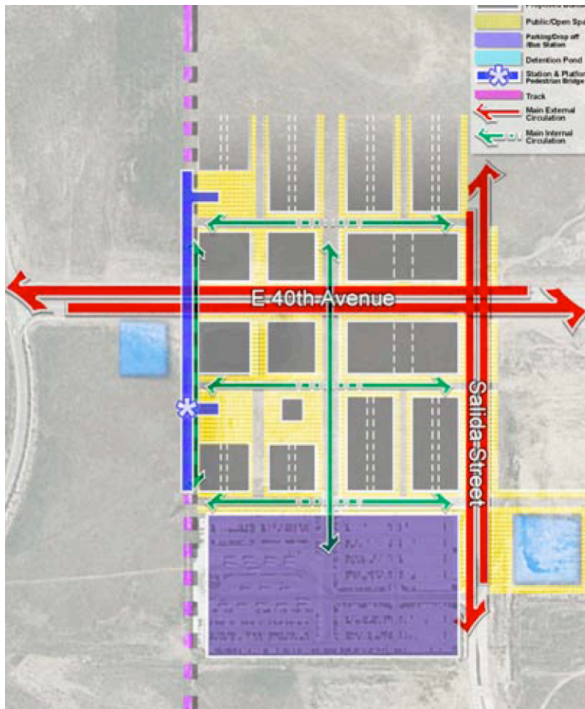 Public/Open Spa
Parking/Drop off
/Bus Station
Detention Pond
Station & Platform
Pedestrian Bridge
Track
Main External
Circulation
Main Internal
Circulation
E 40th Avenue
Salida Street